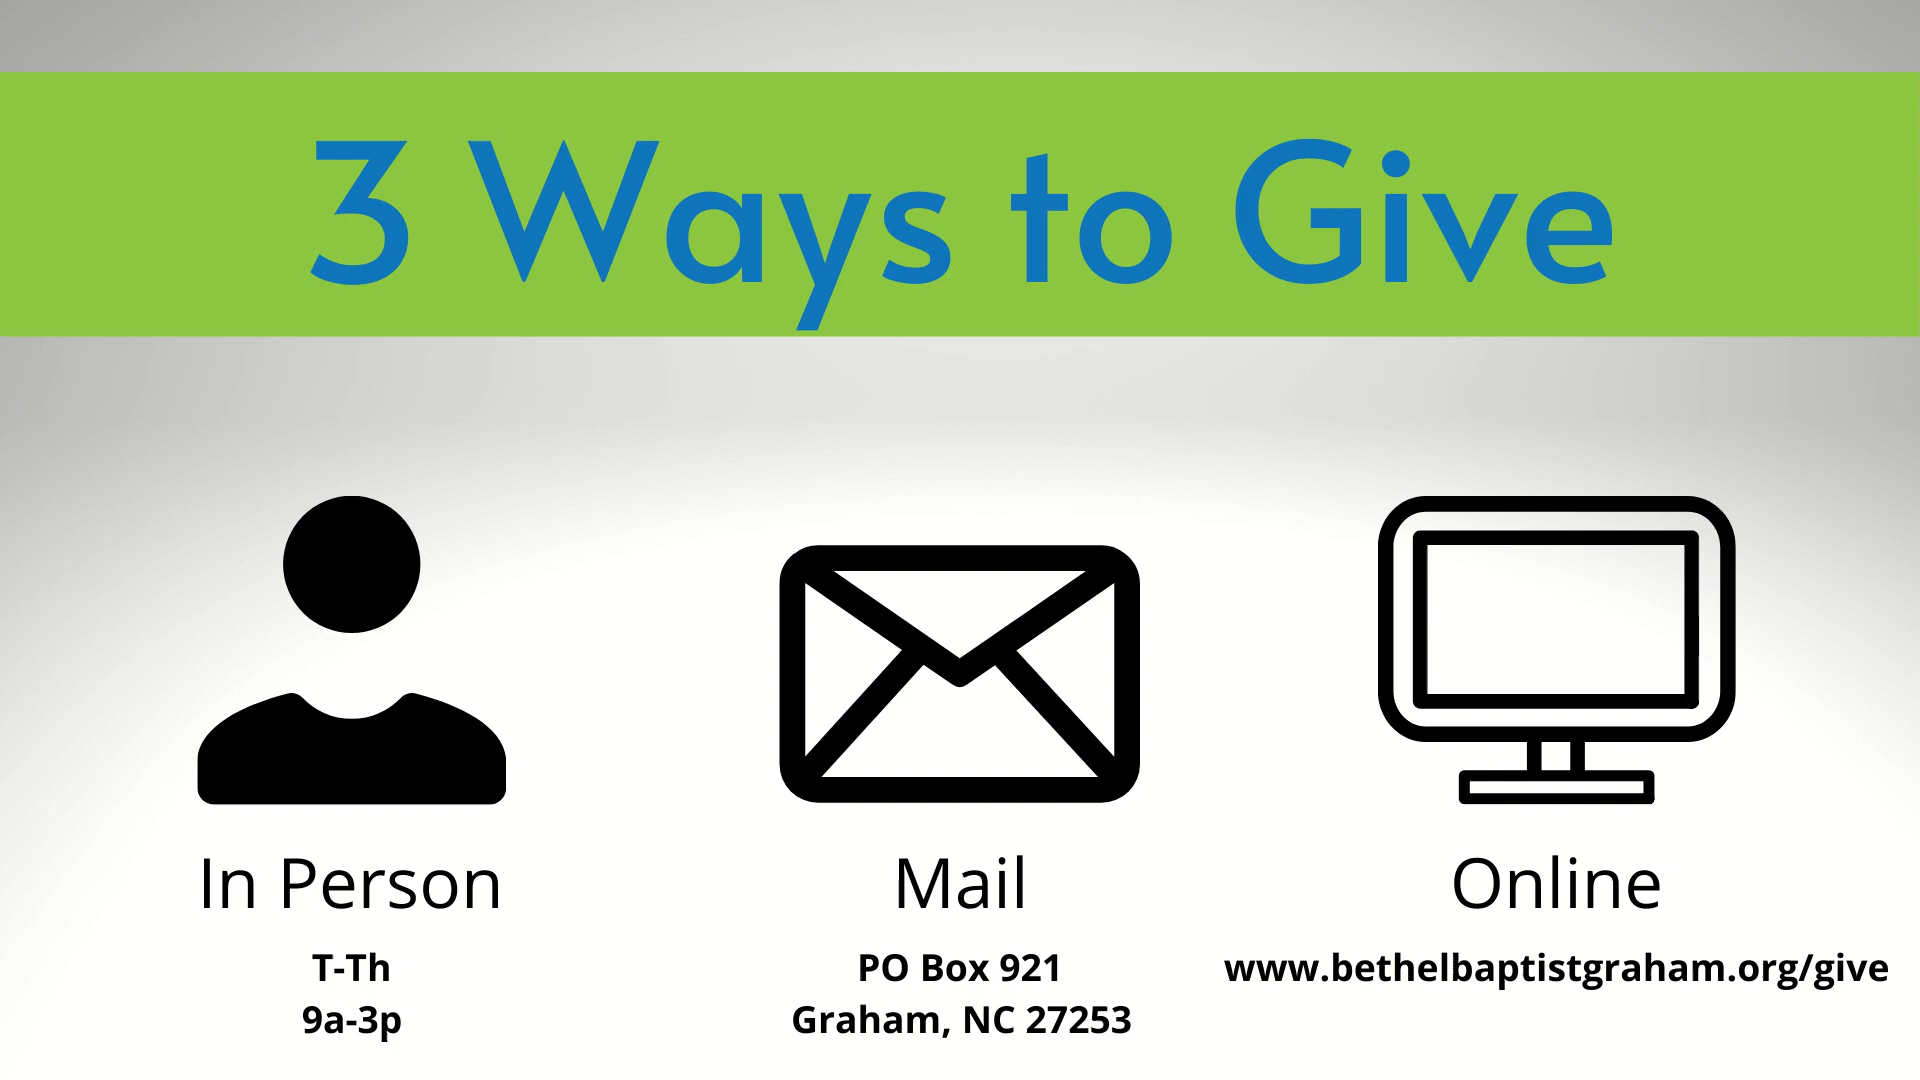 3 Ways to Give
In Person
T-Th
9a-3p
Mail
PO Box 921
Graham, NC 27253
Online
www.bethelbaptistgraham.org/give